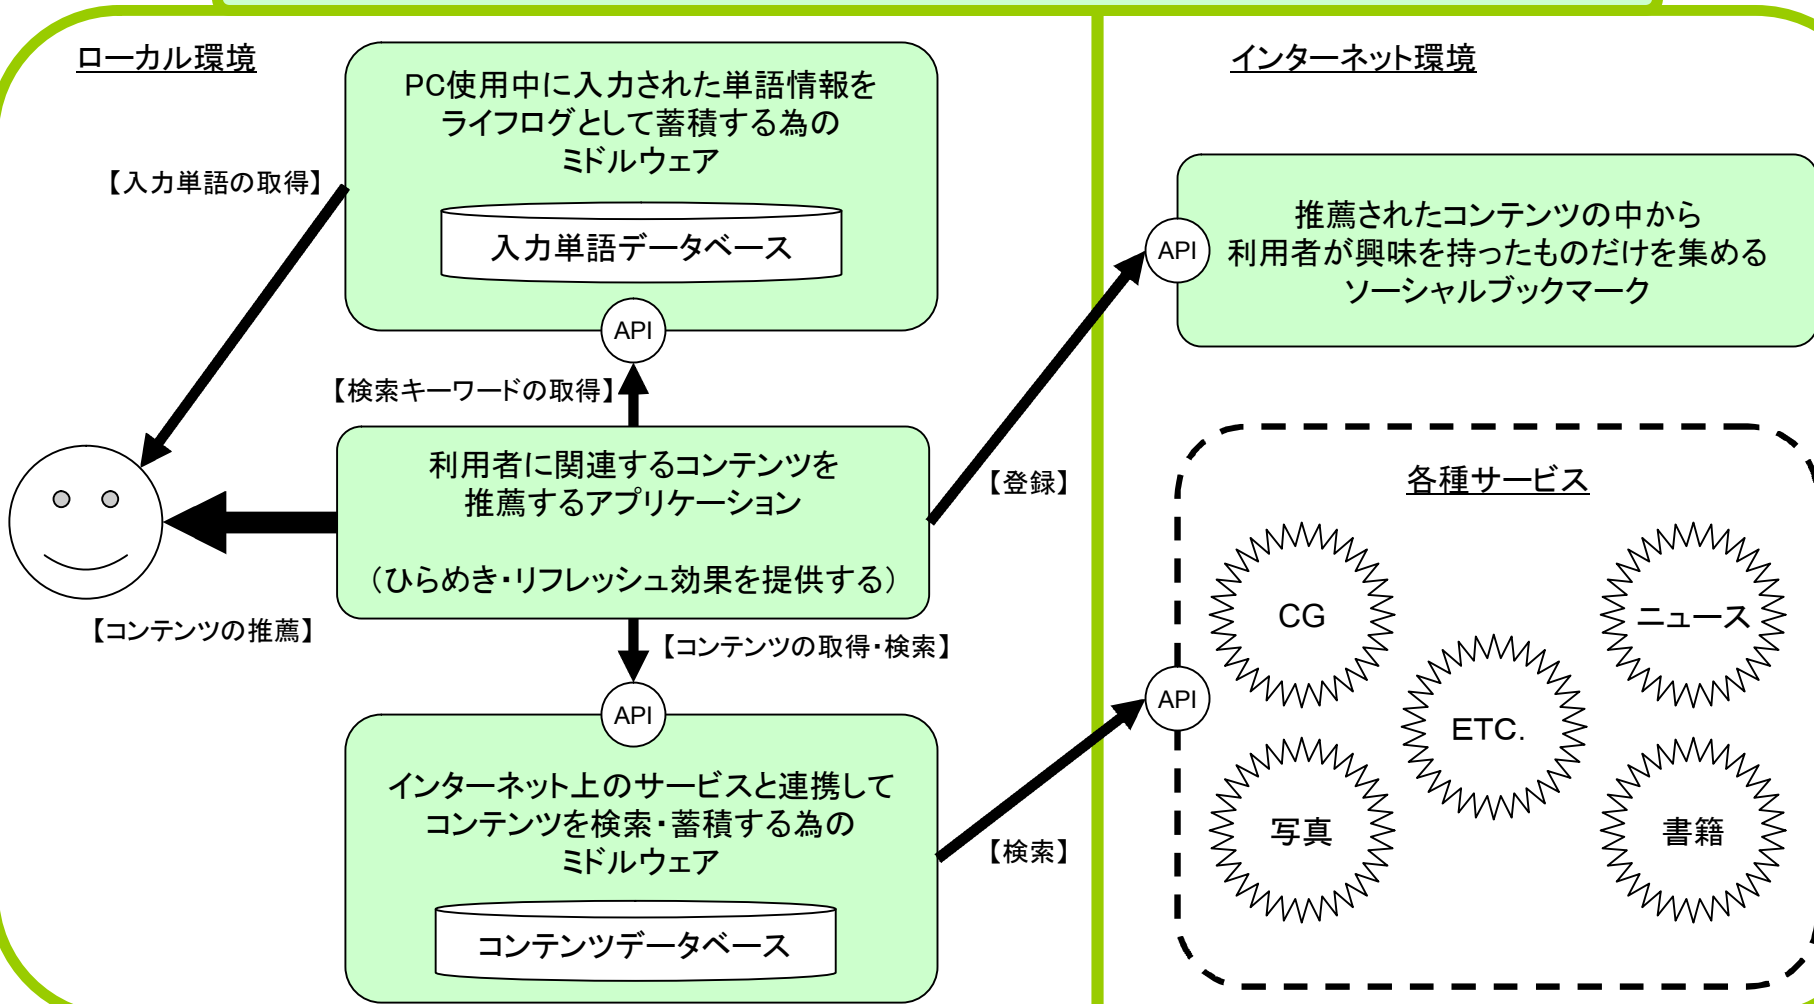 ローカル環境
PC使用中に入力された単語情報を
ライフログとして蓄積する為の
ミドルウェア
入力単語データベース
API
【入力単語の取得】
【検索キーワードの取得】
利用者に関連するコンテンツを
推薦するアプリケーション
（ひらめき・リフレッシュ効果を提供する）
【コンテンツの推薦】
【コンテンツの取得・検索】
API
インターネット上のサービスと連携して
コンテンツを検索・蓄積する為の
ミドルウェア
コンテンツデータベース
【登録】
【検索】
インターネット環境
API
推薦されたコンテンツの中から
利用者が興味を持ったものだけを集める
ソーシャルブックマーク
各種サービス
API
CG
ニュース
ETC.
写真
書籍